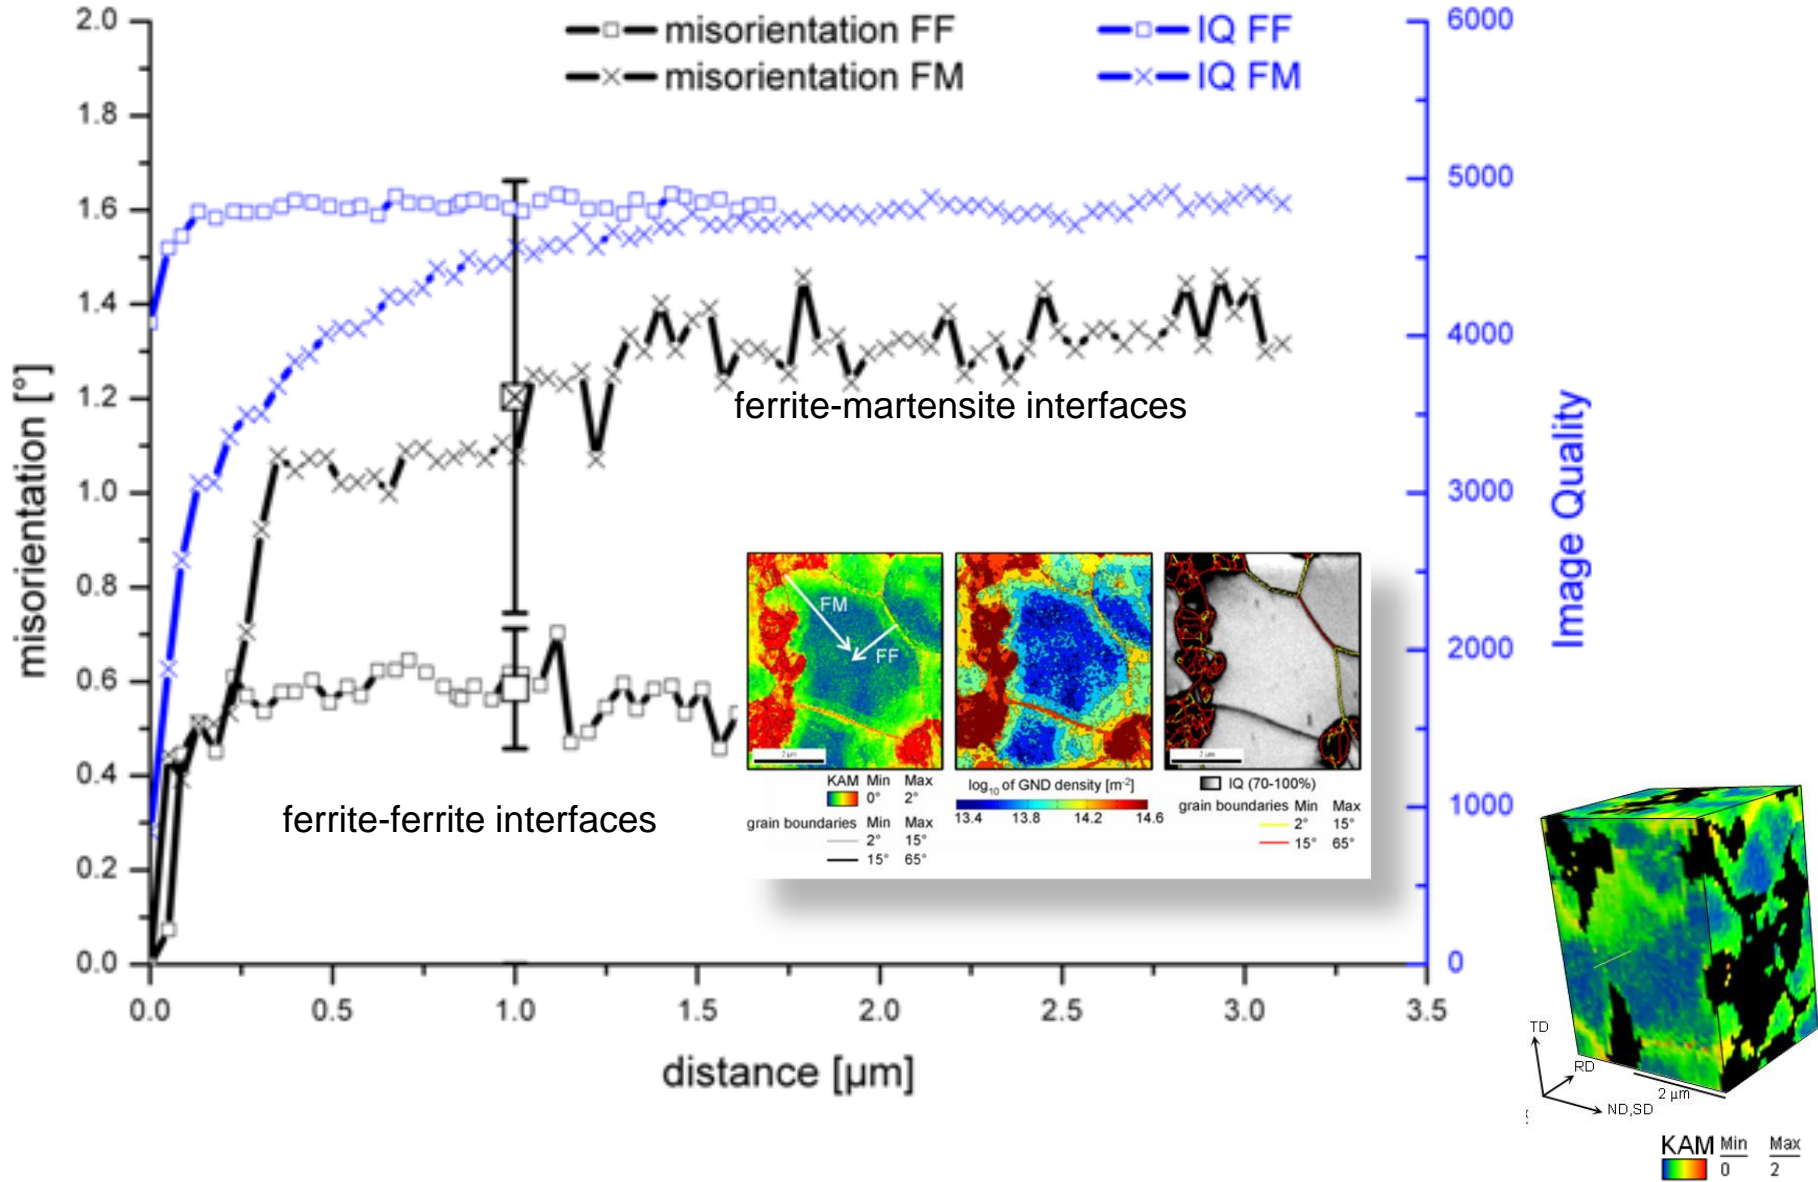 misorientation FF
misorientation FM
IQ FF
IQ FM
2.0
1.8
1.6
1.4
1.2
1.0
0.8
0.6
0.4
0.2
0.0
misorientation [°]
6000
5000
4000
3000
2000
1000
0
Image Quality
ferrite-martensite interfaces
ferrite-ferrite interfaces
FM
FF
2 µm
2 µm
KAM Min Max
0° 2°
grain boundaries Min Max
2° 15°
15° 65°
log10 of GND density [m-2]
13.4 13.8 14.2 14.6
IQ (70-100%)
grain boundaries Min Max
2° 15°
15° 65°
0.0 0.5 1.0 1.5 2.0 2.5 3.0 3.5
distance [µm]
TD
RD
ND,SD
2 µm
KAM Min Max
0 2